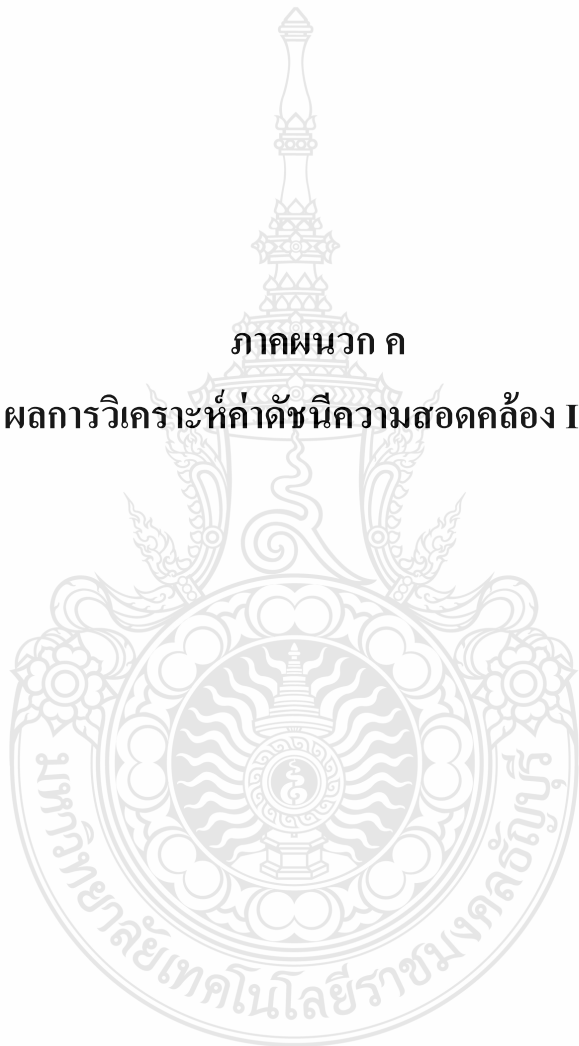 ภาคผนวก ค
ผลการวิเคราะห์ค่าดัชนีความสอดคล้อง I
มหาวิทยาลัยเทคโนโลยีราชมงคลธัญบุรี